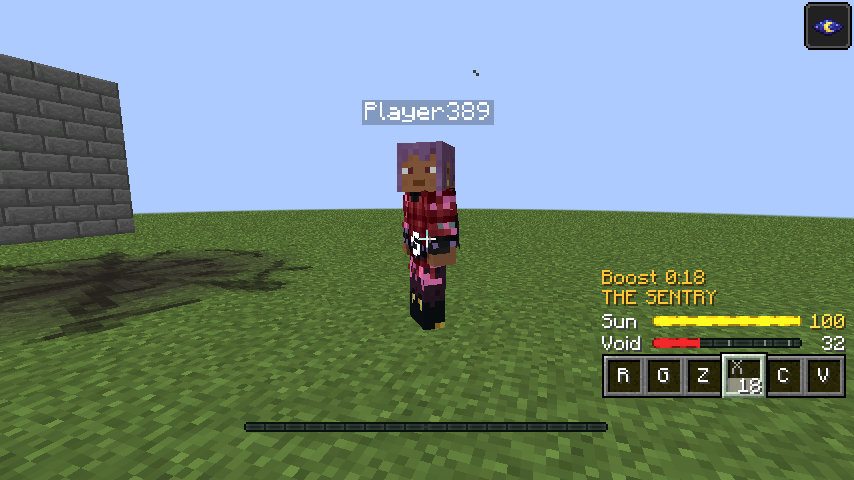 Player389
Boost 0:18
THE SENTRY
Sun 100
Void 32
R G Z X 18 C V